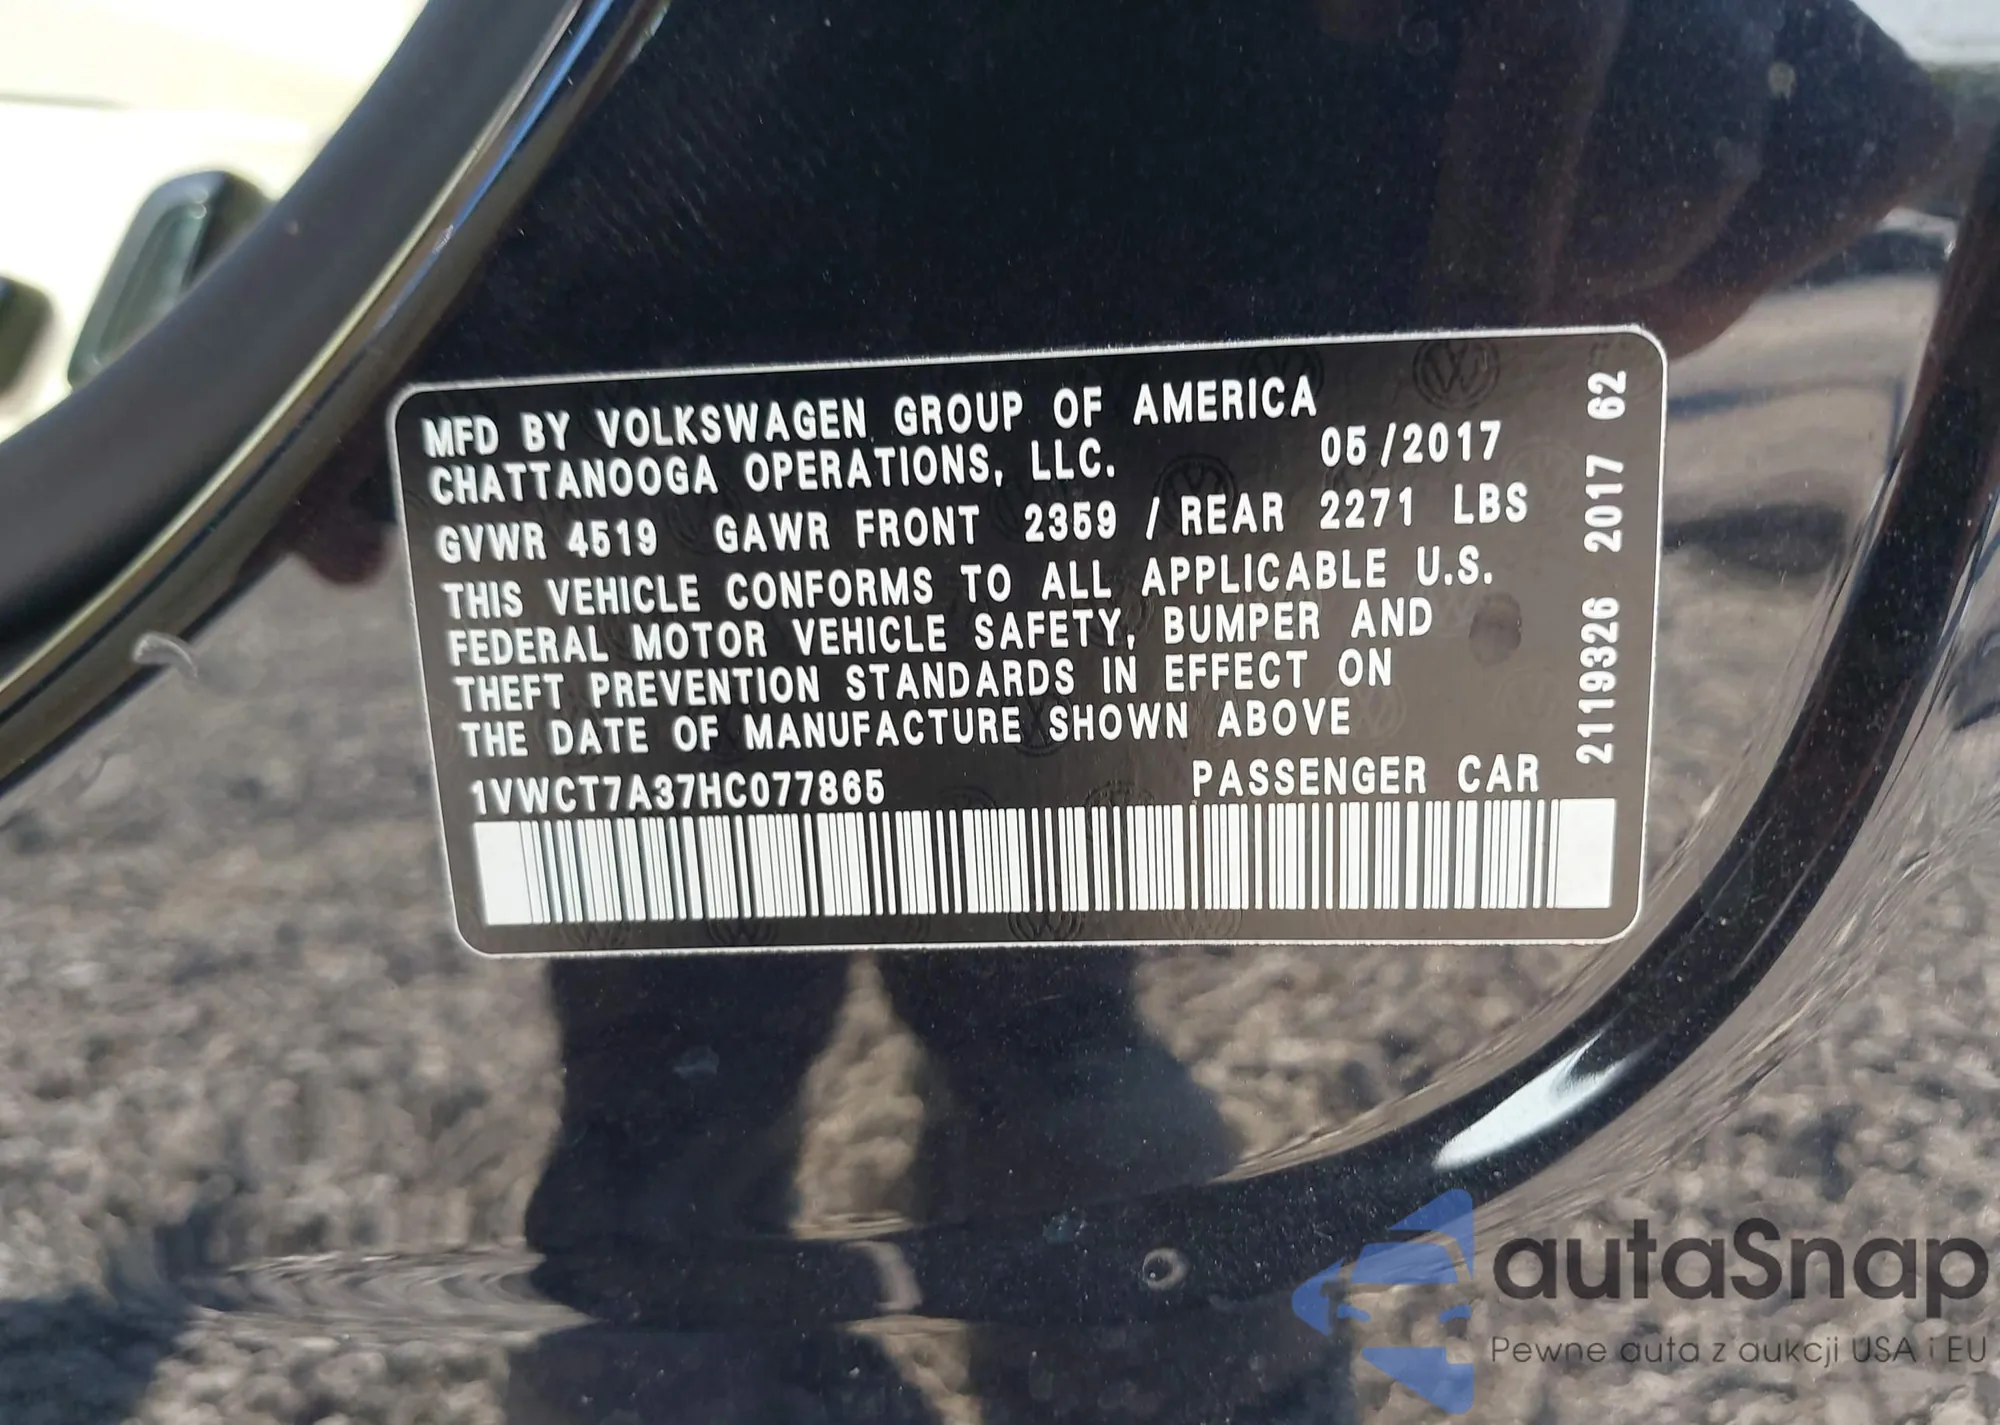 MFD BY VOLKSWAGEN GROUP OF AMERICA
CHATTANOOGA OPERATIONS, LLC. 05/2017
GVWR 4519 GAWR FRONT 2359 / REAR 2271 LBS
THIS VEHICLE CONFORMS TO ALL APPLICABLE U.S.
FEDERAL MOTOR VEHICLE SAFETY, BUMPER AND
THEFT PREVENTION STANDARDS IN EFFECT ON
THE DATE OF MANUFACTURE SHOWN ABOVE
1VWCT7A37HC077865 PASSENGER CAR
2119326 2017 62
autaSnap
Pewne auta z aukcji USA i EU